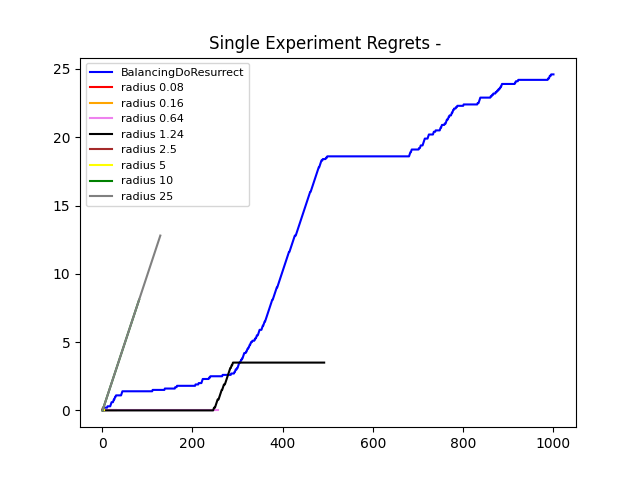 Single Experiment Regrets -
25
20
15
10
5
0
BalancingDoResurrect
radius 0.08
radius 0.16
radius 0.64
radius 1.24
radius 2.5
radius 5
radius 10
radius 25
0 200 400 600 800 1000